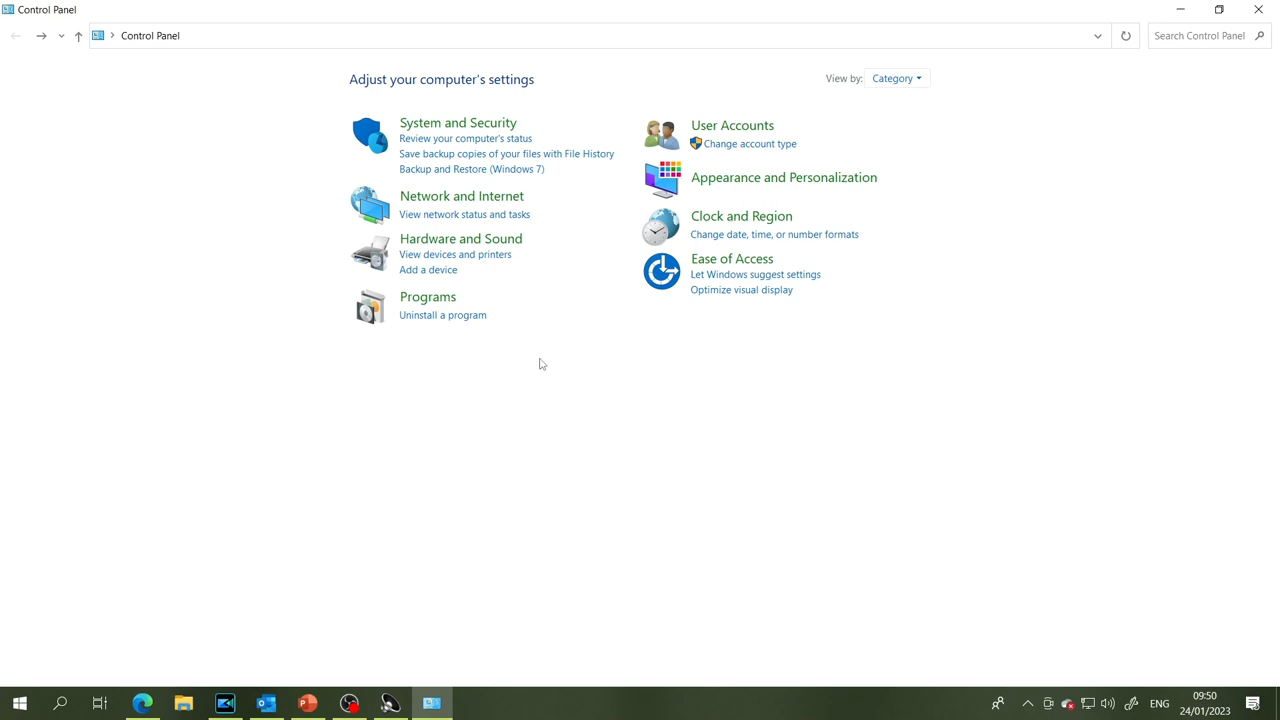 Control Panel
Control Panel
Search Control Panel
Adjust your computer's settings
View by: Category
System and Security
Review your computer's status
Save backup copies of your files with File History
Backup and Restore (Windows 7)
Network and Internet
View network status and tasks
Hardware and Sound
View devices and printers
Add a device
Programs
Uninstall a program
User Accounts
Change account type
Appearance and Personalization
Clock and Region
Change date, time, or number formats
Ease of Access
Let Windows suggest settings
Optimize visual display
ENG
09:50
24/01/2023